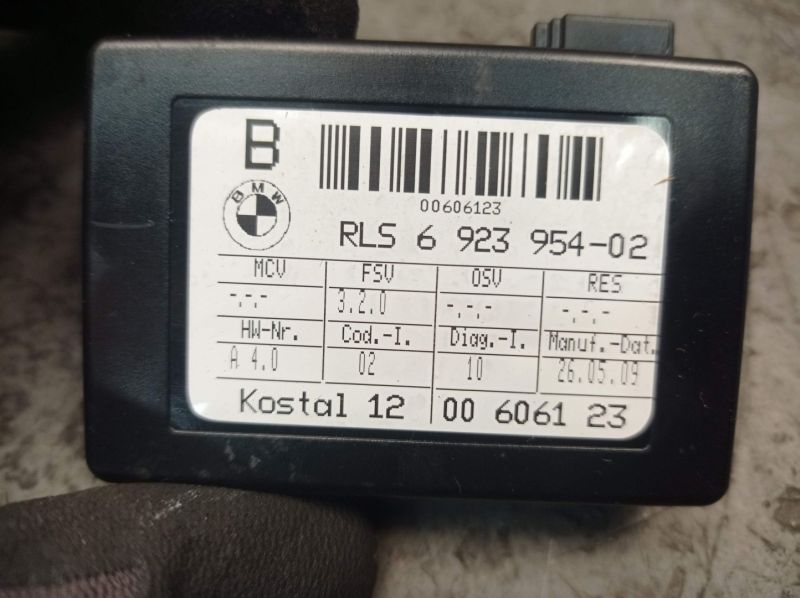 B
00606123
BMW
RLS 6 923 954-02
MCV FSV OSV RES
-.-.- 3.2.0 -.-.- -.-.-
HW-Nr. Cod.-I. Diag.-I. Manuf.-Dat.
A 4.0 02 10 26.05.09
Kostal 12 00 6061 23